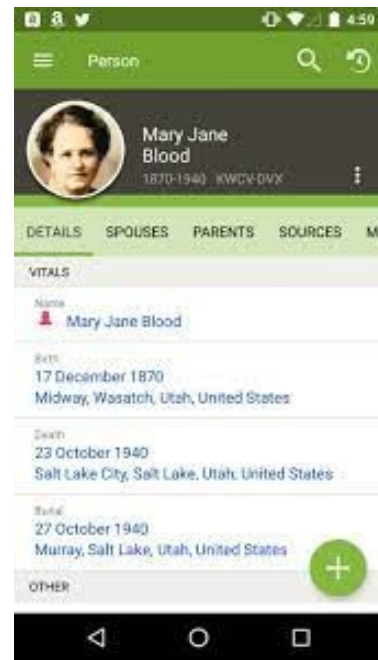 4:59
Person
Mary Jane
Blood
1870-1940 KWCV-DVX
DETAILS SPOUSES PARENTS SOURCES M
VITALS
Name
Mary Jane Blood
Birth
17 December 1870
Midway, Wasatch, Utah, United States
Death
23 October 1940
Salt Lake City, Salt Lake, Utah, United States
Burial
27 October 1940
Murray, Salt Lake, Utah, United States
OTHER